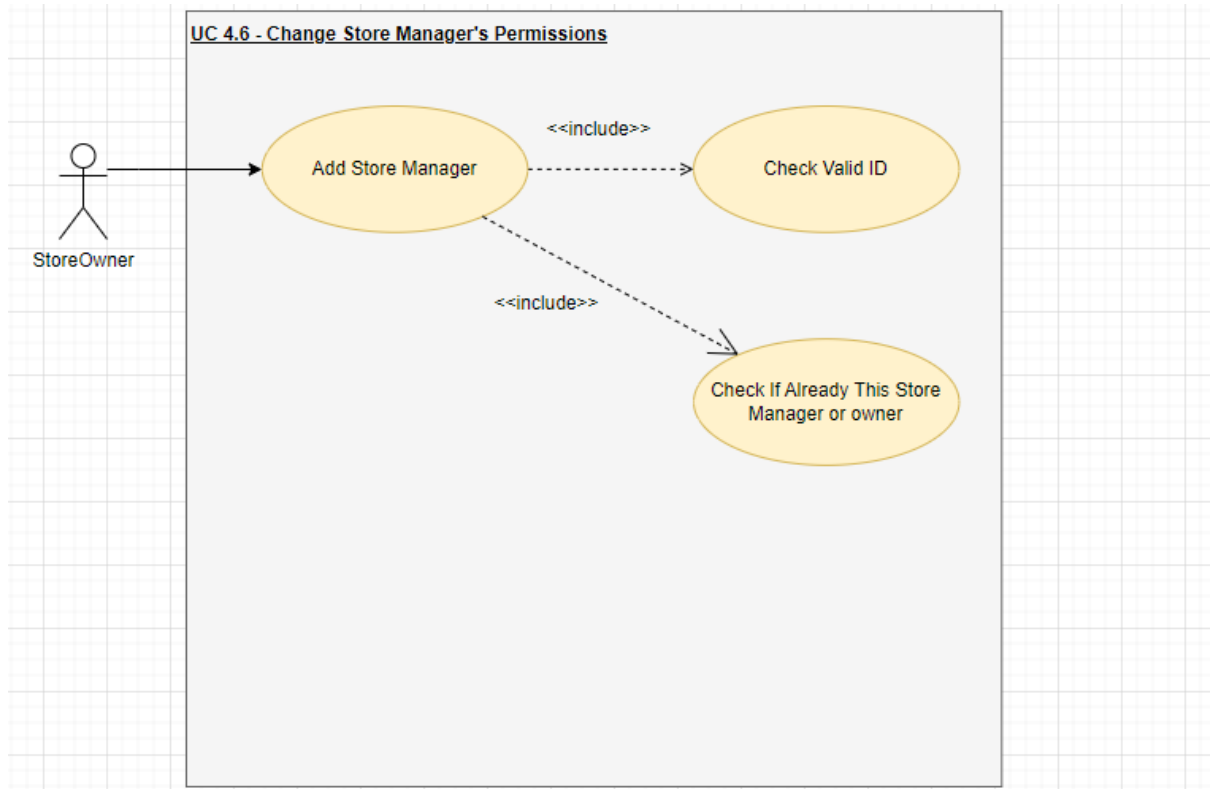 UC 4.6 - Change Store Manager's Permissions
<<include>>
Add Store Manager
Check Valid ID
StoreOwner
<<include>>
Check If Already This Store
Manager or owner